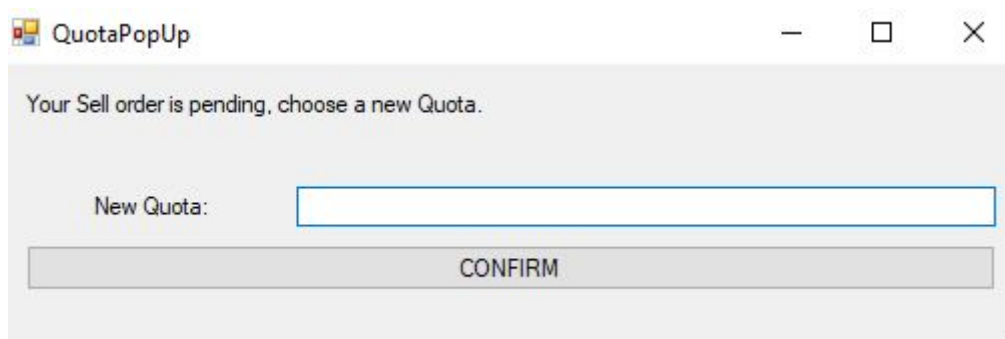 QuotaPopUp
Your Sell order is pending, choose a new Quota.
New Quota:
CONFIRM